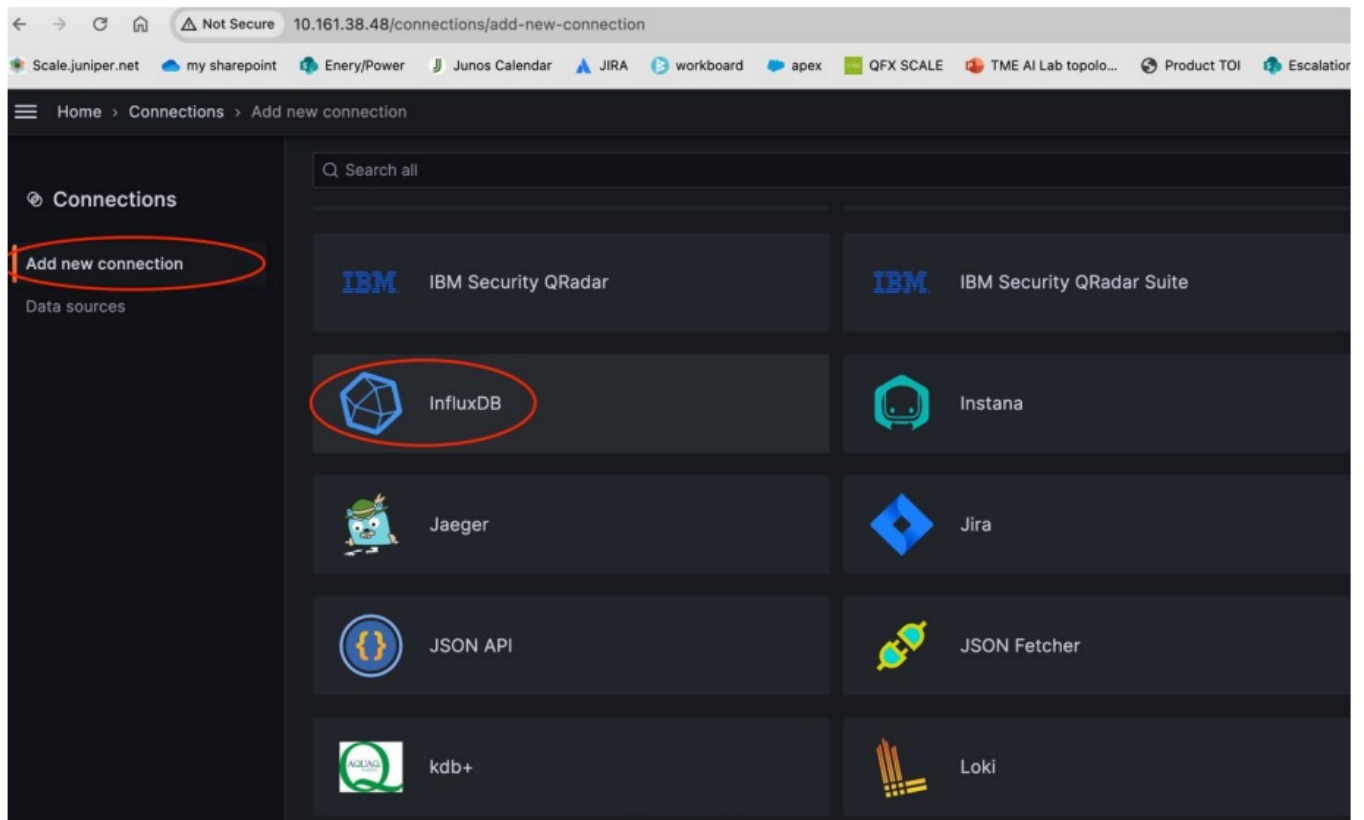 Not Secure 10.161.38.48/connections/add-new-connection
Scale.juniper.net my sharepoint Enery/Power Junos Calendar JIRA workboard apex QFX SCALE TME AI Lab topolo... Product TOI Escalation
Home › Connections › Add new connection
Search all
Connections
Add new connection
Data sources
IBM IBM Security QRadar
IBM IBM Security QRadar Suite
InfluxDB
Instana
Jaeger
Jira
JSON API
JSON Fetcher
AQUAQ kdb+
Loki